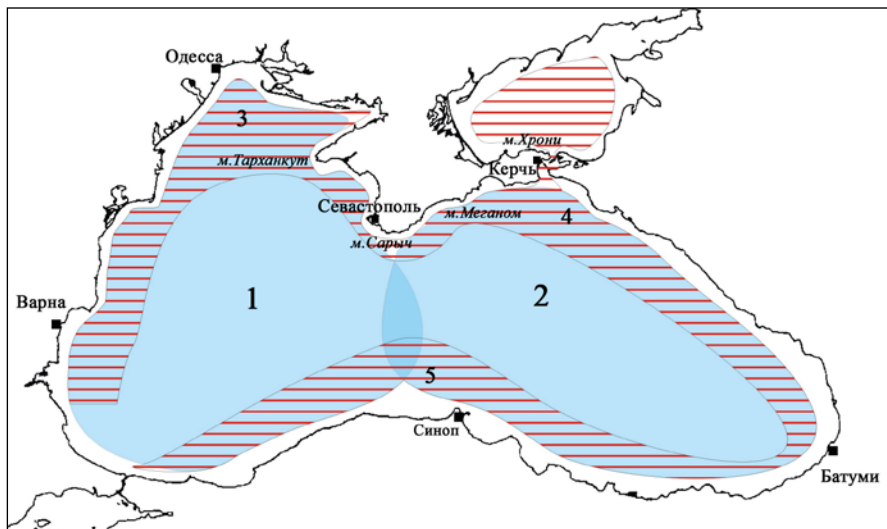 Одесса
3
м.Тарханкут
м.Хрони
Керчь
Севастополь
м.Меганом
4
м.Сарыч
1
2
Варна
5
Синоп
Батуми